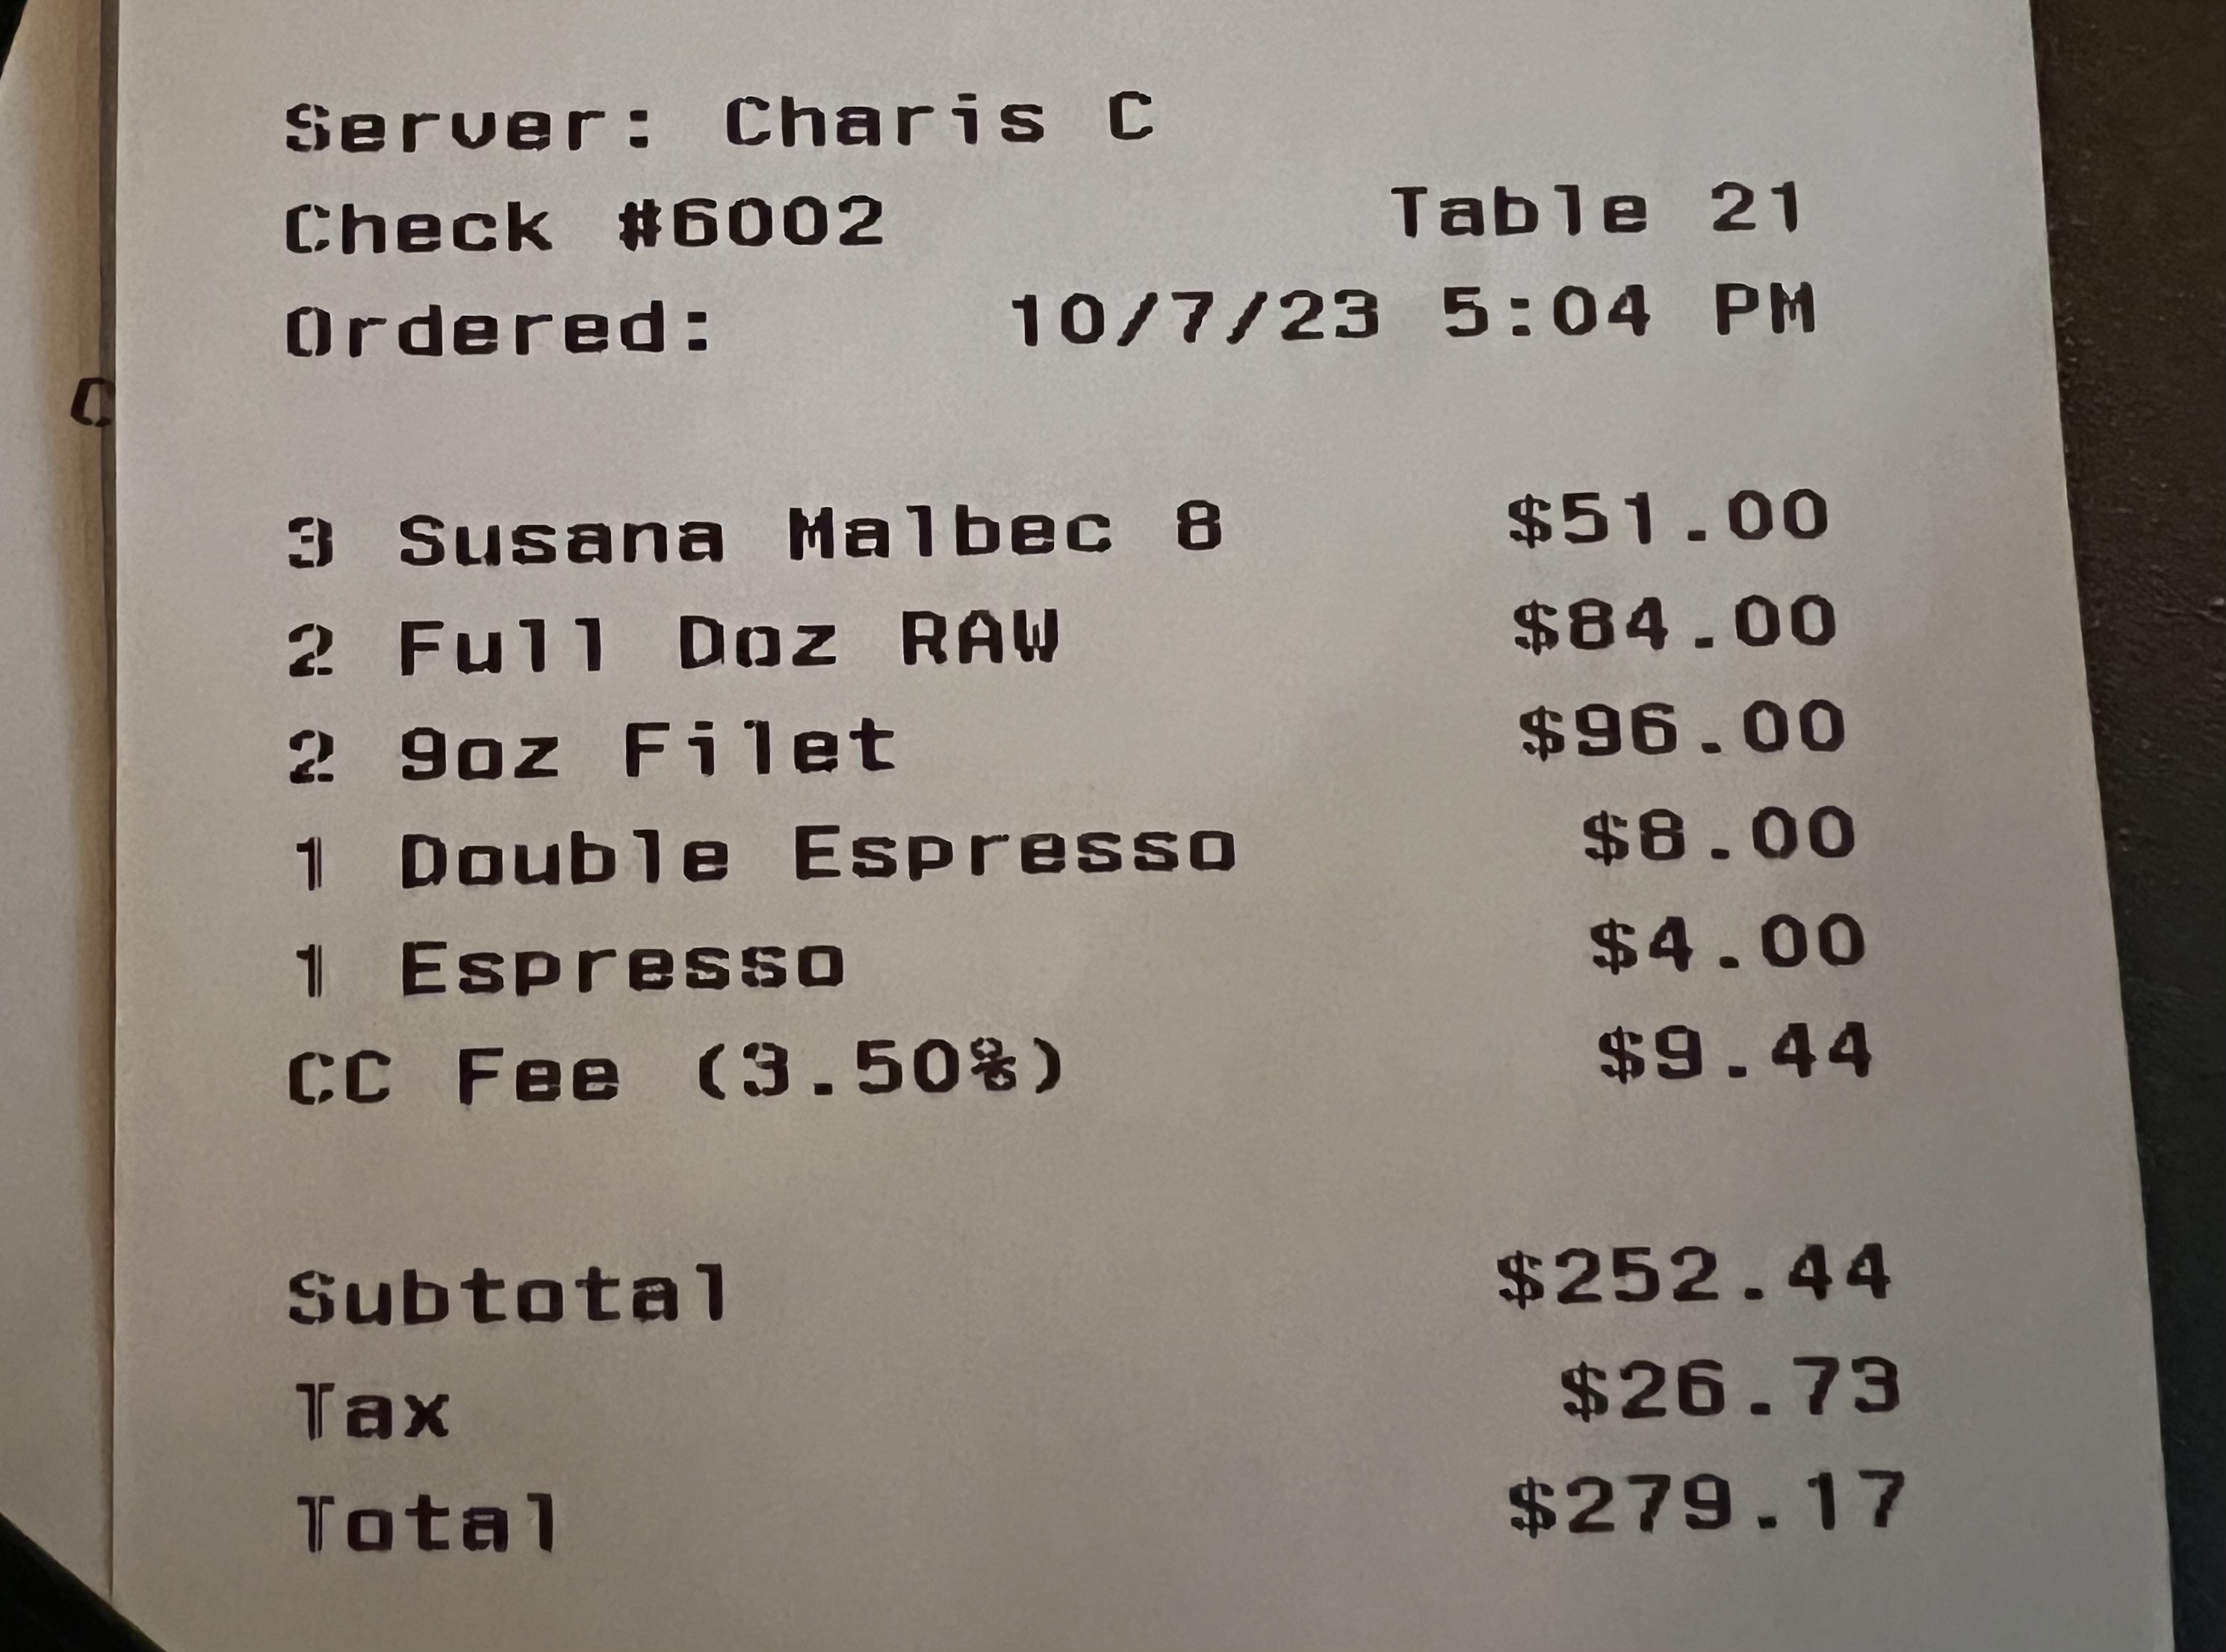 Server: Charis C
Check #6002 Table 21
Ordered: 10/7/23 5:04 PM
3 Susana Malbec 8 $51.00
2 Full Doz RAW $84.00
2 9oz Filet $96.00
1 Double Espresso $8.00
1 Espresso $4.00
CC Fee (3.50%) $9.44
Subtotal $252.44
Tax $26.73
Total $279.17